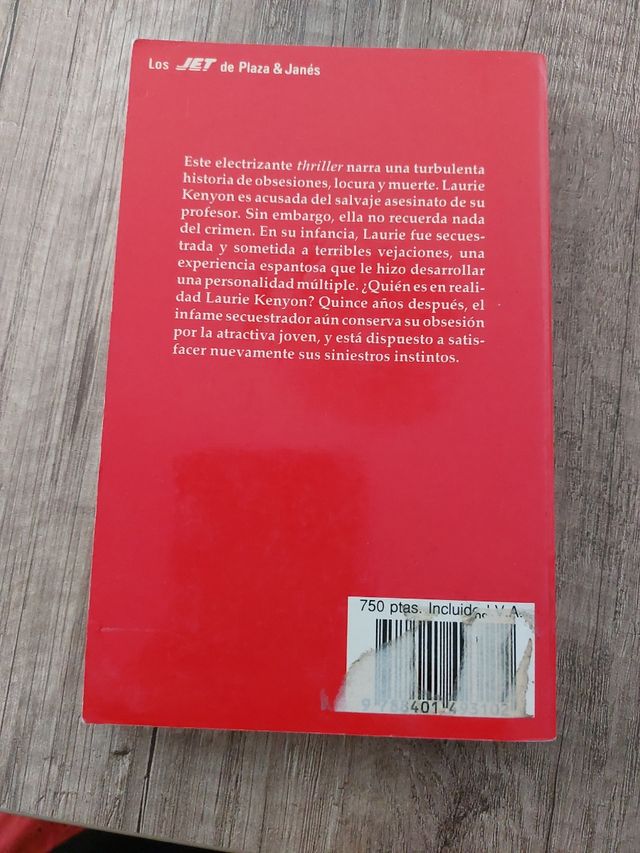 Los JET de Plaza & Janés
Este electrizante thriller narra una turbulenta
historia de obsesiones, locura y muerte. Laurie
Kenyon es acusada del salvaje asesinato de su
profesor. Sin embargo, ella no recuerda nada
del crimen. En su infancia, Laurie fue secues-
trada y sometida a terribles vejaciones, una
experiencia espantosa que le hizo desarrollar
una personalidad múltiple. ¿Quién es en reali-
dad Laurie Kenyon? Quince años después, el
infame secuestrador aún conserva su obsesión
por la atractiva joven, y está dispuesto a satis-
facer nuevamente sus siniestros instintos.
750 ptas. Incluido I.V.A.